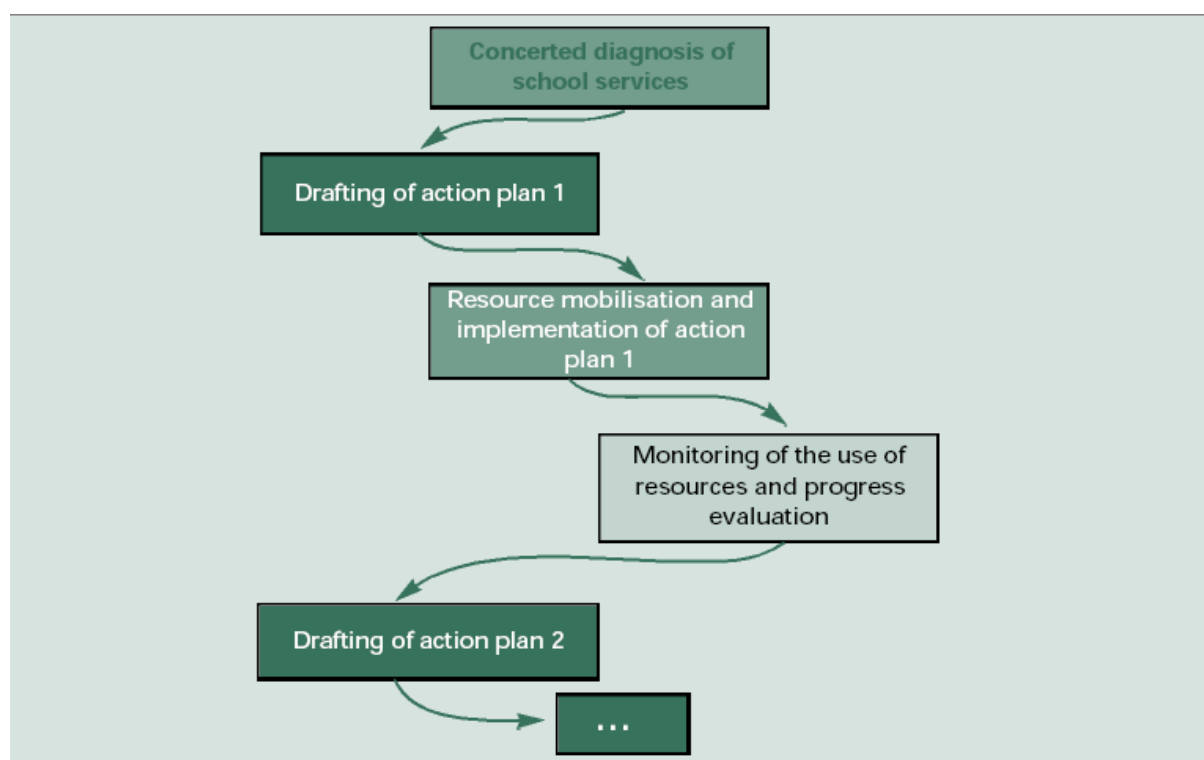 Concerted diagnosis of
school services
Drafting of action plan 1
Resource mobilisation and
implementation of action
plan 1
Monitoring of the use of
resources and progress
evaluation
Drafting of action plan 2
...